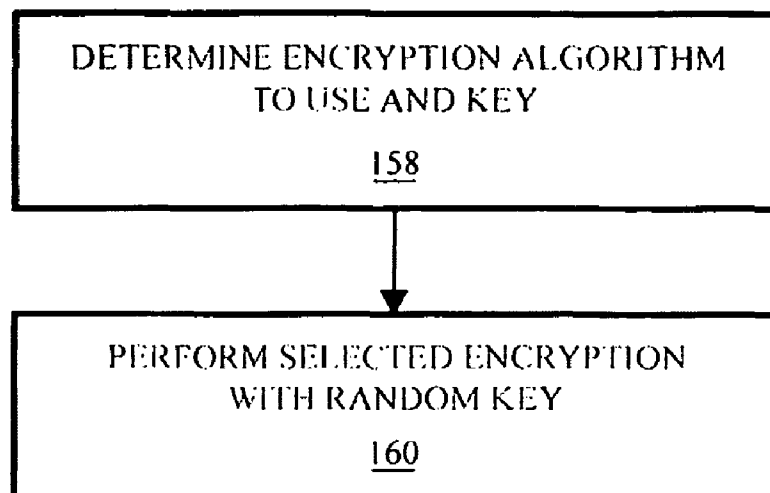 DETERMINE ENCRYPTION ALGORITHM
TO USE AND KEY
158
PERFORM SELECTED ENCRYPTION
WITH RANDOM KEY
160